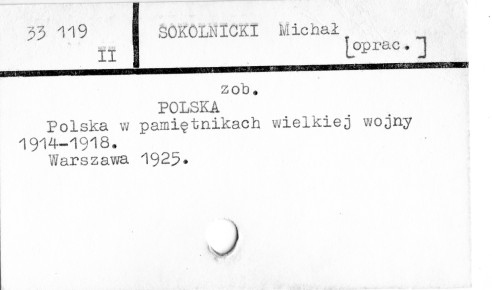 33 119
II
SOKOLNICKI Michał
[oprac.]
zob.
POLSKA
Polska w pamiętnikach wielkiej wojny
1914-1918.
Warszawa 1925.